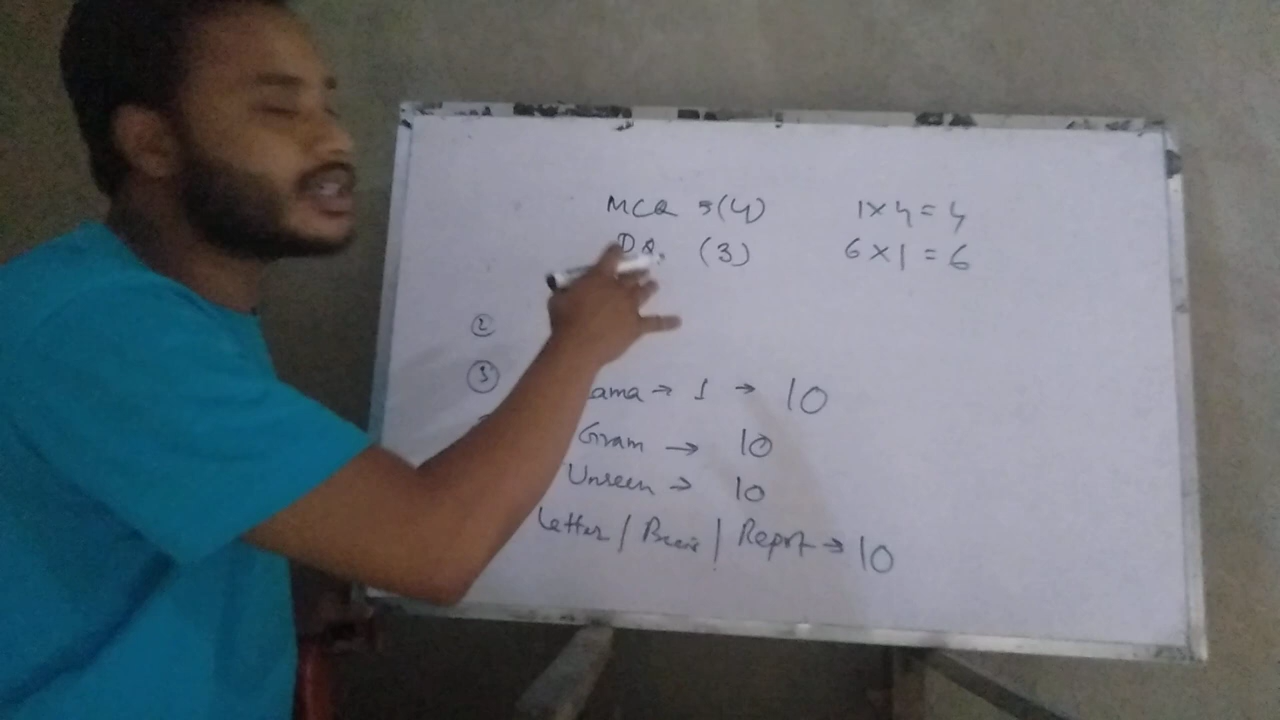 MCQ 5(4) 1×4=4
DQ. (3) 6×1=6
②
③ ama → 1 → 10
Gram → 10
Unseen → 10
Letter / / Report → 10